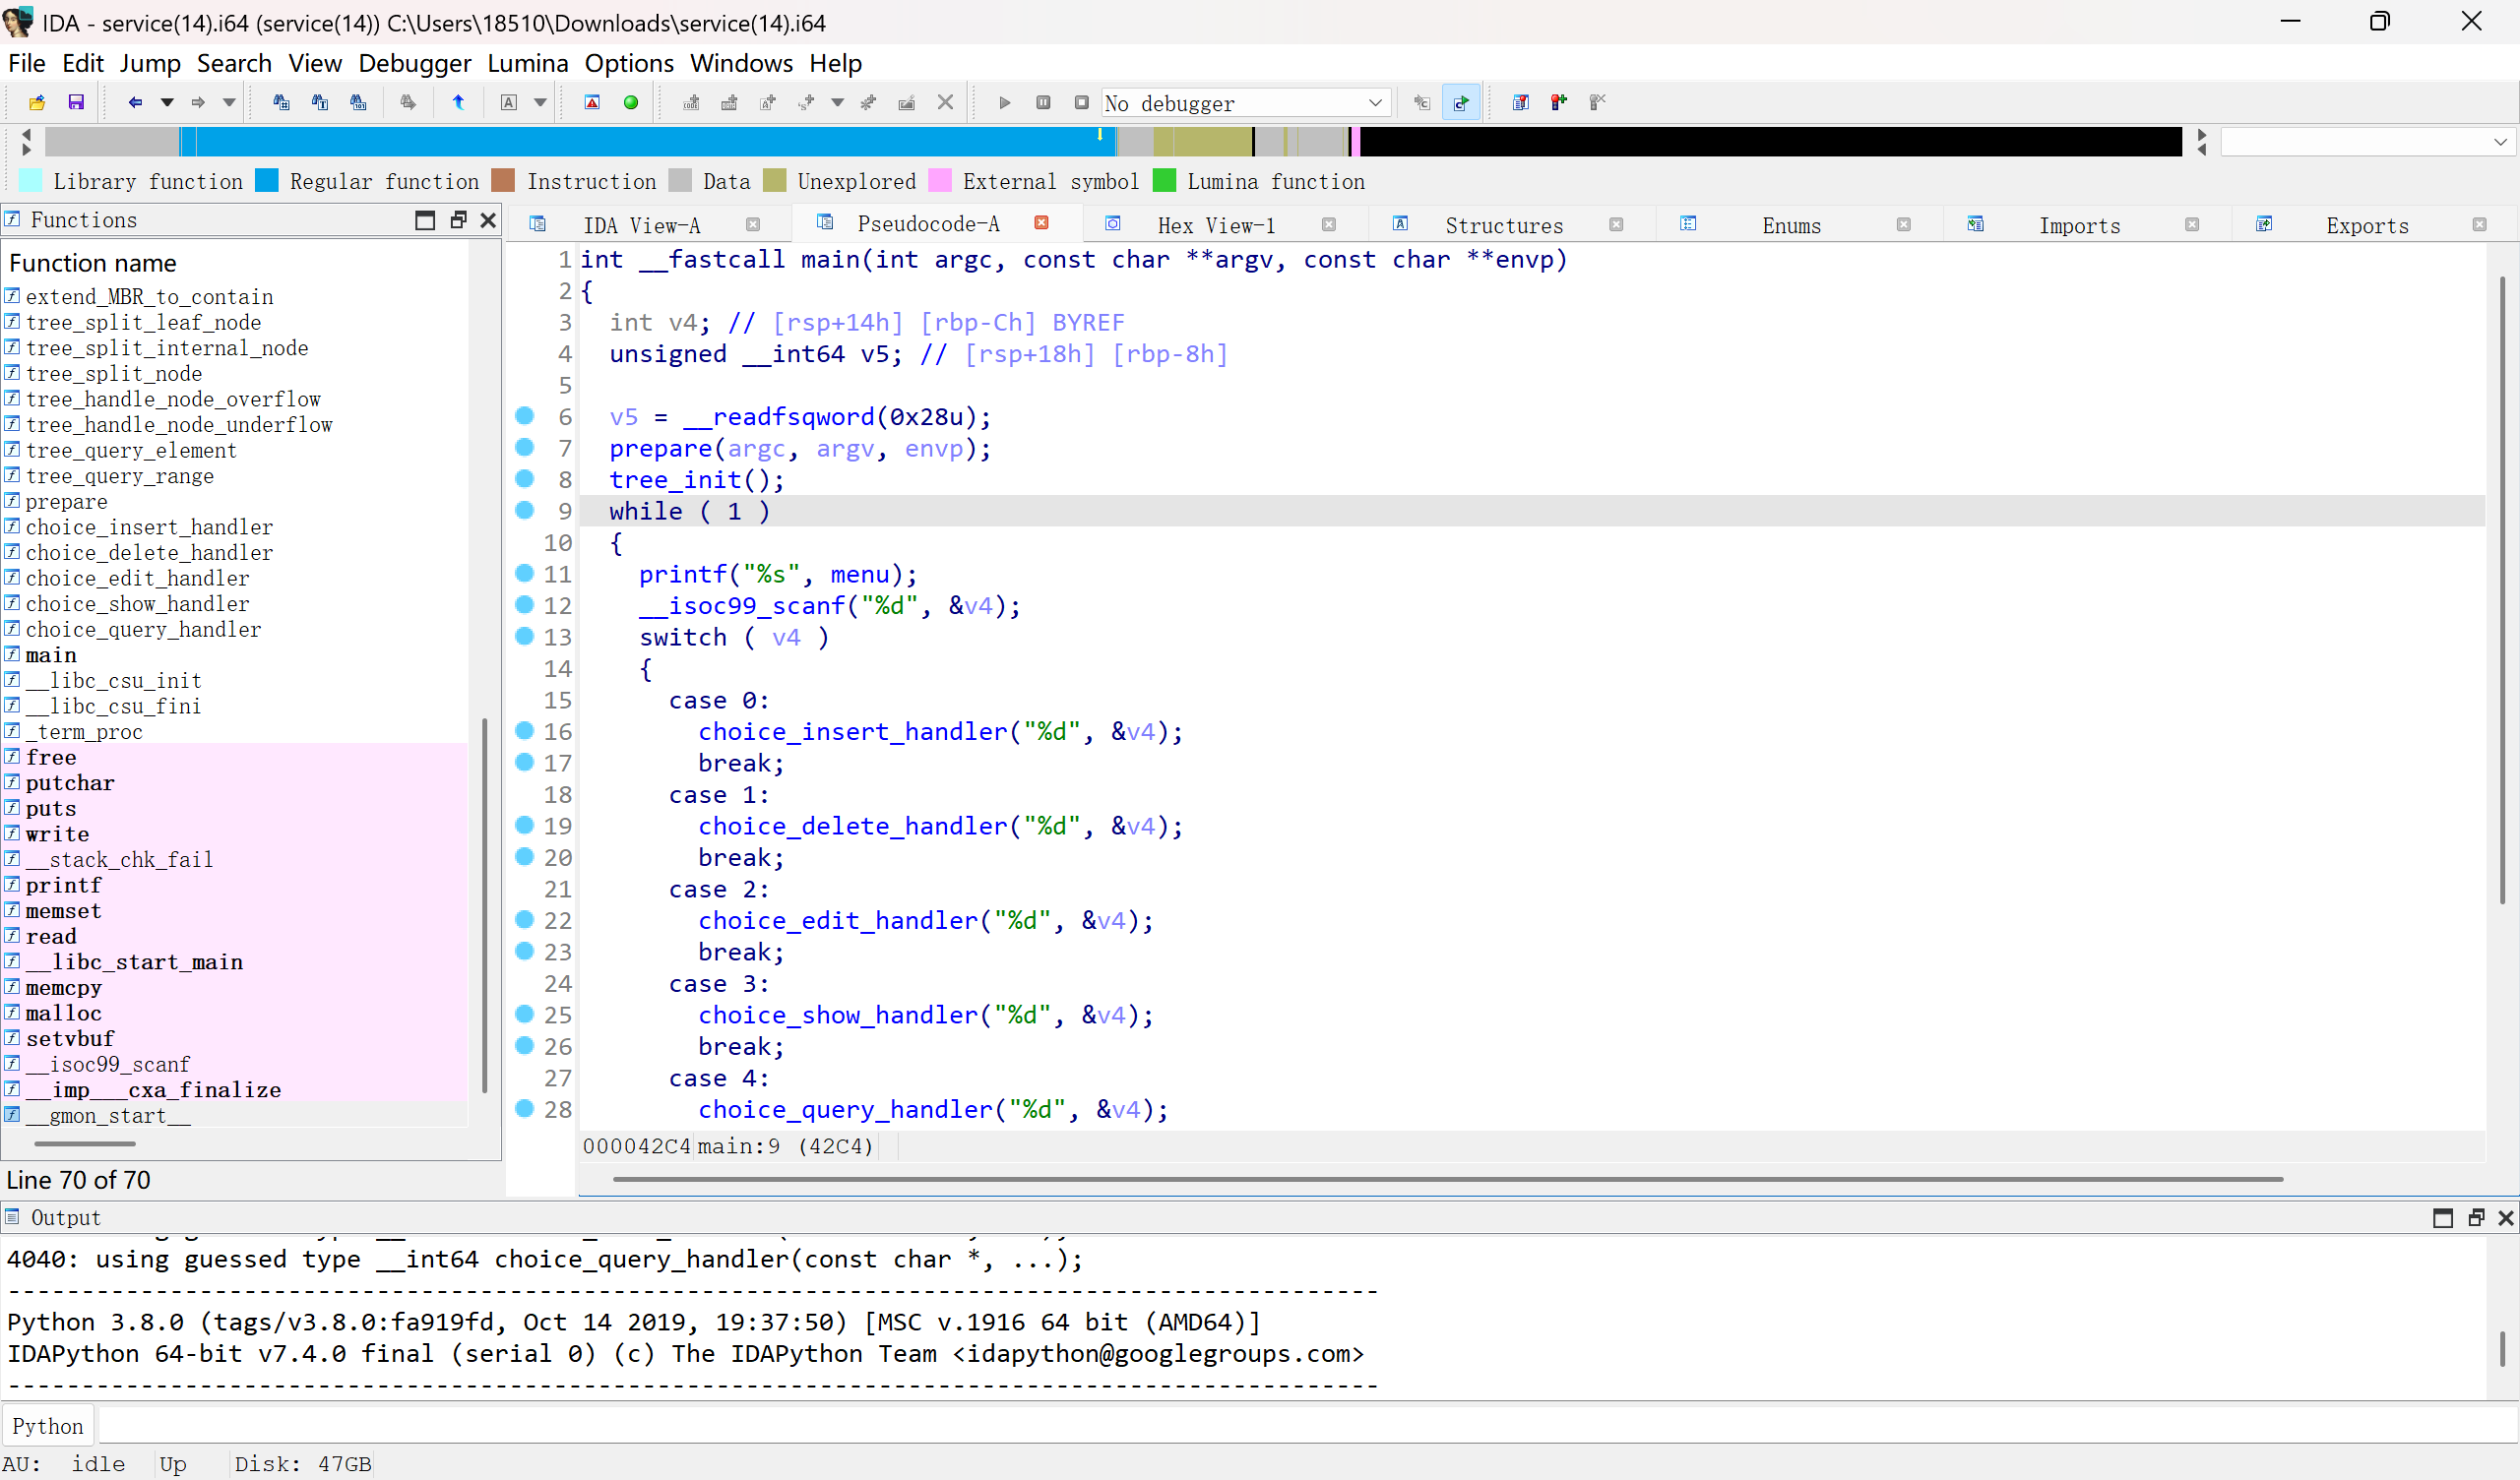 IDA - service(14).i64 (service(14)) C:\Users\18510\Downloads\service(14).i64
File Edit Jump Search View Debugger Lumina Options Windows Help
No debugger
Library function Regular function Instruction Data Unexplored External symbol Lumina function
Functions
Function name
extend_MBR_to_contain
tree_split_leaf_node
tree_split_internal_node
tree_split_node
tree_handle_node_overflow
tree_handle_node_underflow
tree_query_element
tree_query_range
prepare
choice_insert_handler
choice_delete_handler
choice_edit_handler
choice_show_handler
choice_query_handler
main
__libc_csu_init
__libc_csu_fini
_term_proc
free
putchar
puts
write
__stack_chk_fail
printf
memset
read
__libc_start_main
memcpy
malloc
setvbuf
__isoc99_scanf
__imp___cxa_finalize
__gmon_start__
Line 70 of 70
IDA View-A Pseudocode-A Hex View-1 Structures Enums Imports Exports
1 int __fastcall main(int argc, const char **argv, const char **envp)
2 {
3 int v4; // [rsp+14h] [rbp-Ch] BYREF
4 unsigned __int64 v5; // [rsp+18h] [rbp-8h]
5
6 v5 = __readfsqword(0x28u);
7 prepare(argc, argv, envp);
8 tree_init();
9 while ( 1 )
10 {
11 printf("%s", menu);
12 __isoc99_scanf("%d", &v4);
13 switch ( v4 )
14 {
15 case 0:
16 choice_insert_handler("%d", &v4);
17 break;
18 case 1:
19 choice_delete_handler("%d", &v4);
20 break;
21 case 2:
22 choice_edit_handler("%d", &v4);
23 break;
24 case 3:
25 choice_show_handler("%d", &v4);
26 break;
27 case 4:
28 choice_query_handler("%d", &v4);
000042C4 main:9 (42C4)
Output
4040: using guessed type __int64 choice_query_handler(const char *, ...);
---------------------------------------------------------------------------------------------
Python 3.8.0 (tags/v3.8.0:fa919fd, Oct 14 2019, 19:37:50) [MSC v.1916 64 bit (AMD64)]
IDAPython 64-bit v7.4.0 final (serial 0) (c) The IDAPython Team <idapython@googlegroups.com>
---------------------------------------------------------------------------------------------
Python
AU: idle Up Disk: 47GB